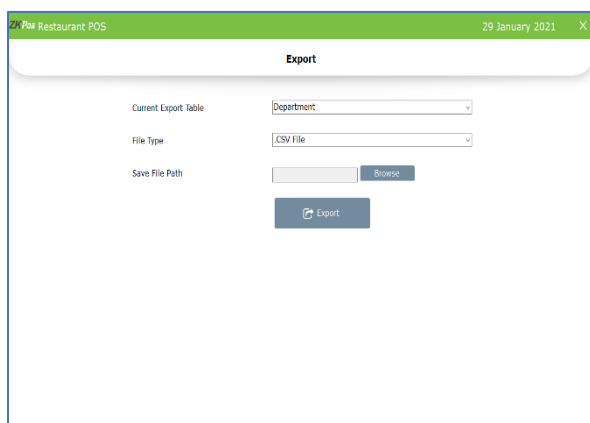 ZKPos Restaurant POS 29 January 2021 X
Export
Current Export Table Department
File Type .CSV File
Save File Path Browse
Export